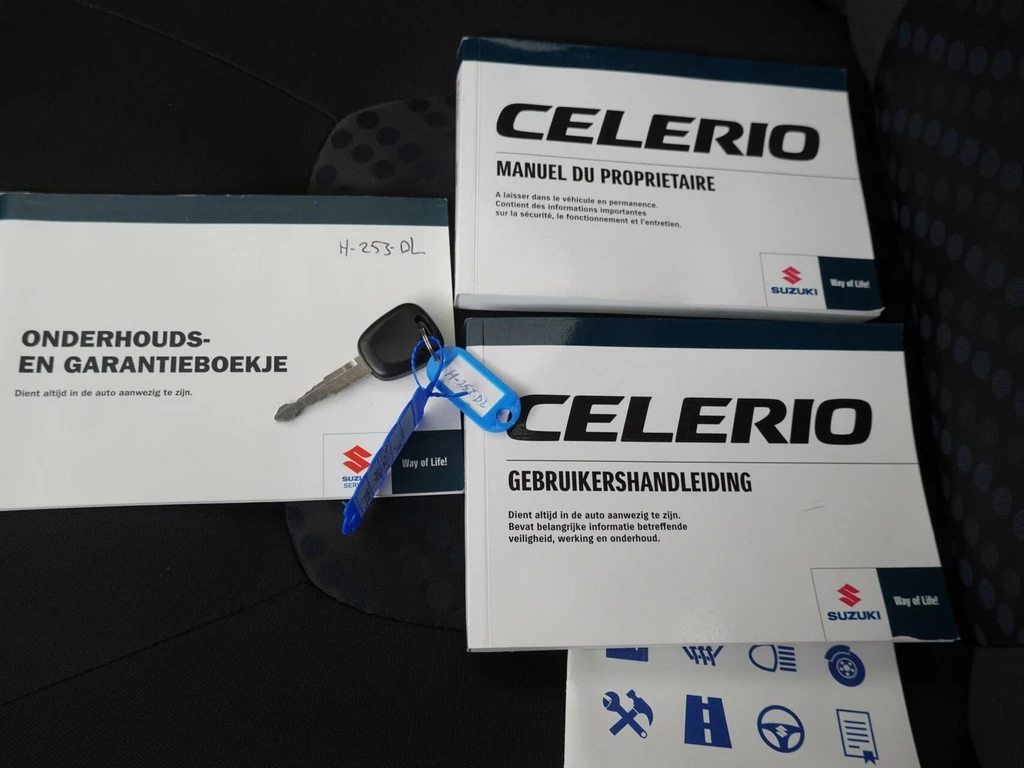 CELERIO
MANUEL DU PROPRIETAIRE
A laisser dans le véhicule en permanence.
Contient des informations importantes
sur la sécurité, le fonctionnement et l'entretien.
SUZUKI
Way of Life!
H-253-DL
ONDERHOUDS-
EN GARANTIEBOEKJE
Dient altijd in de auto aanwezig te zijn.
Way of Life!
H-253-DL
CELERIO
GEBRUIKERSHANDLEIDING
Dient altijd in de auto aanwezig te zijn.
Bevat belangrijke informatie betreffende
veiligheid, werking en onderhoud.
SUZUKI
Way of Life!